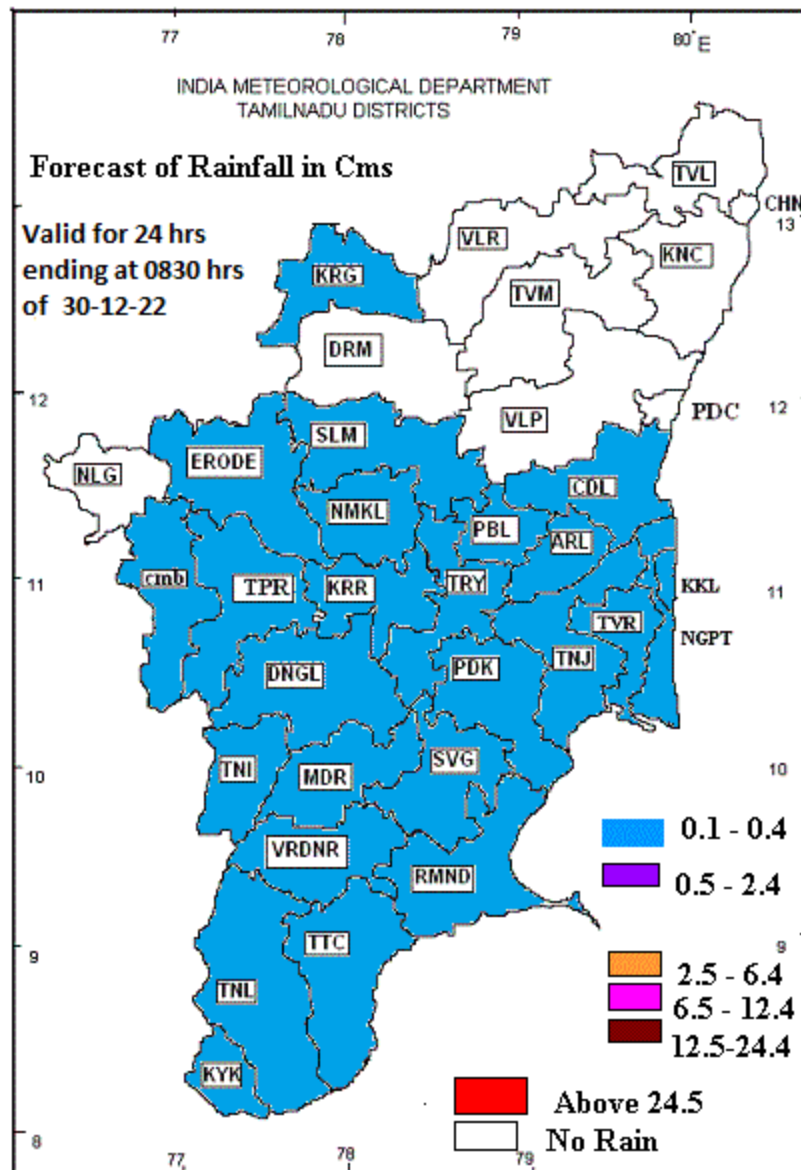 77 78 79 80°E
INDIA METEOROLOGICAL DEPARTMENT
TAMILNADU DISTRICTS
Forecast of Rainfall in Cms
Valid for 24 hrs
ending at 0830 hrs
of 30-12-22
TVL
CHN
13
VLR
KNC
KRG
TVM
DRM
12
12
PDC
VLP
SLM
ERODE
NLG
CDL
NMKL
PBL
ARL
11
cmb
TPR
KRR
TRY
KKL
11
TVR
NGPT
DNGL
PDK
TNJ
10
TNI
MDR
SVG
10
VRDNR
RMND
0.1 - 0.4
0.5 - 2.4
9
TTC
9
TNL
2.5 - 6.4
6.5 - 12.4
12.5-24.4
KYK
Above 24.5
No Rain
8
77 78 79